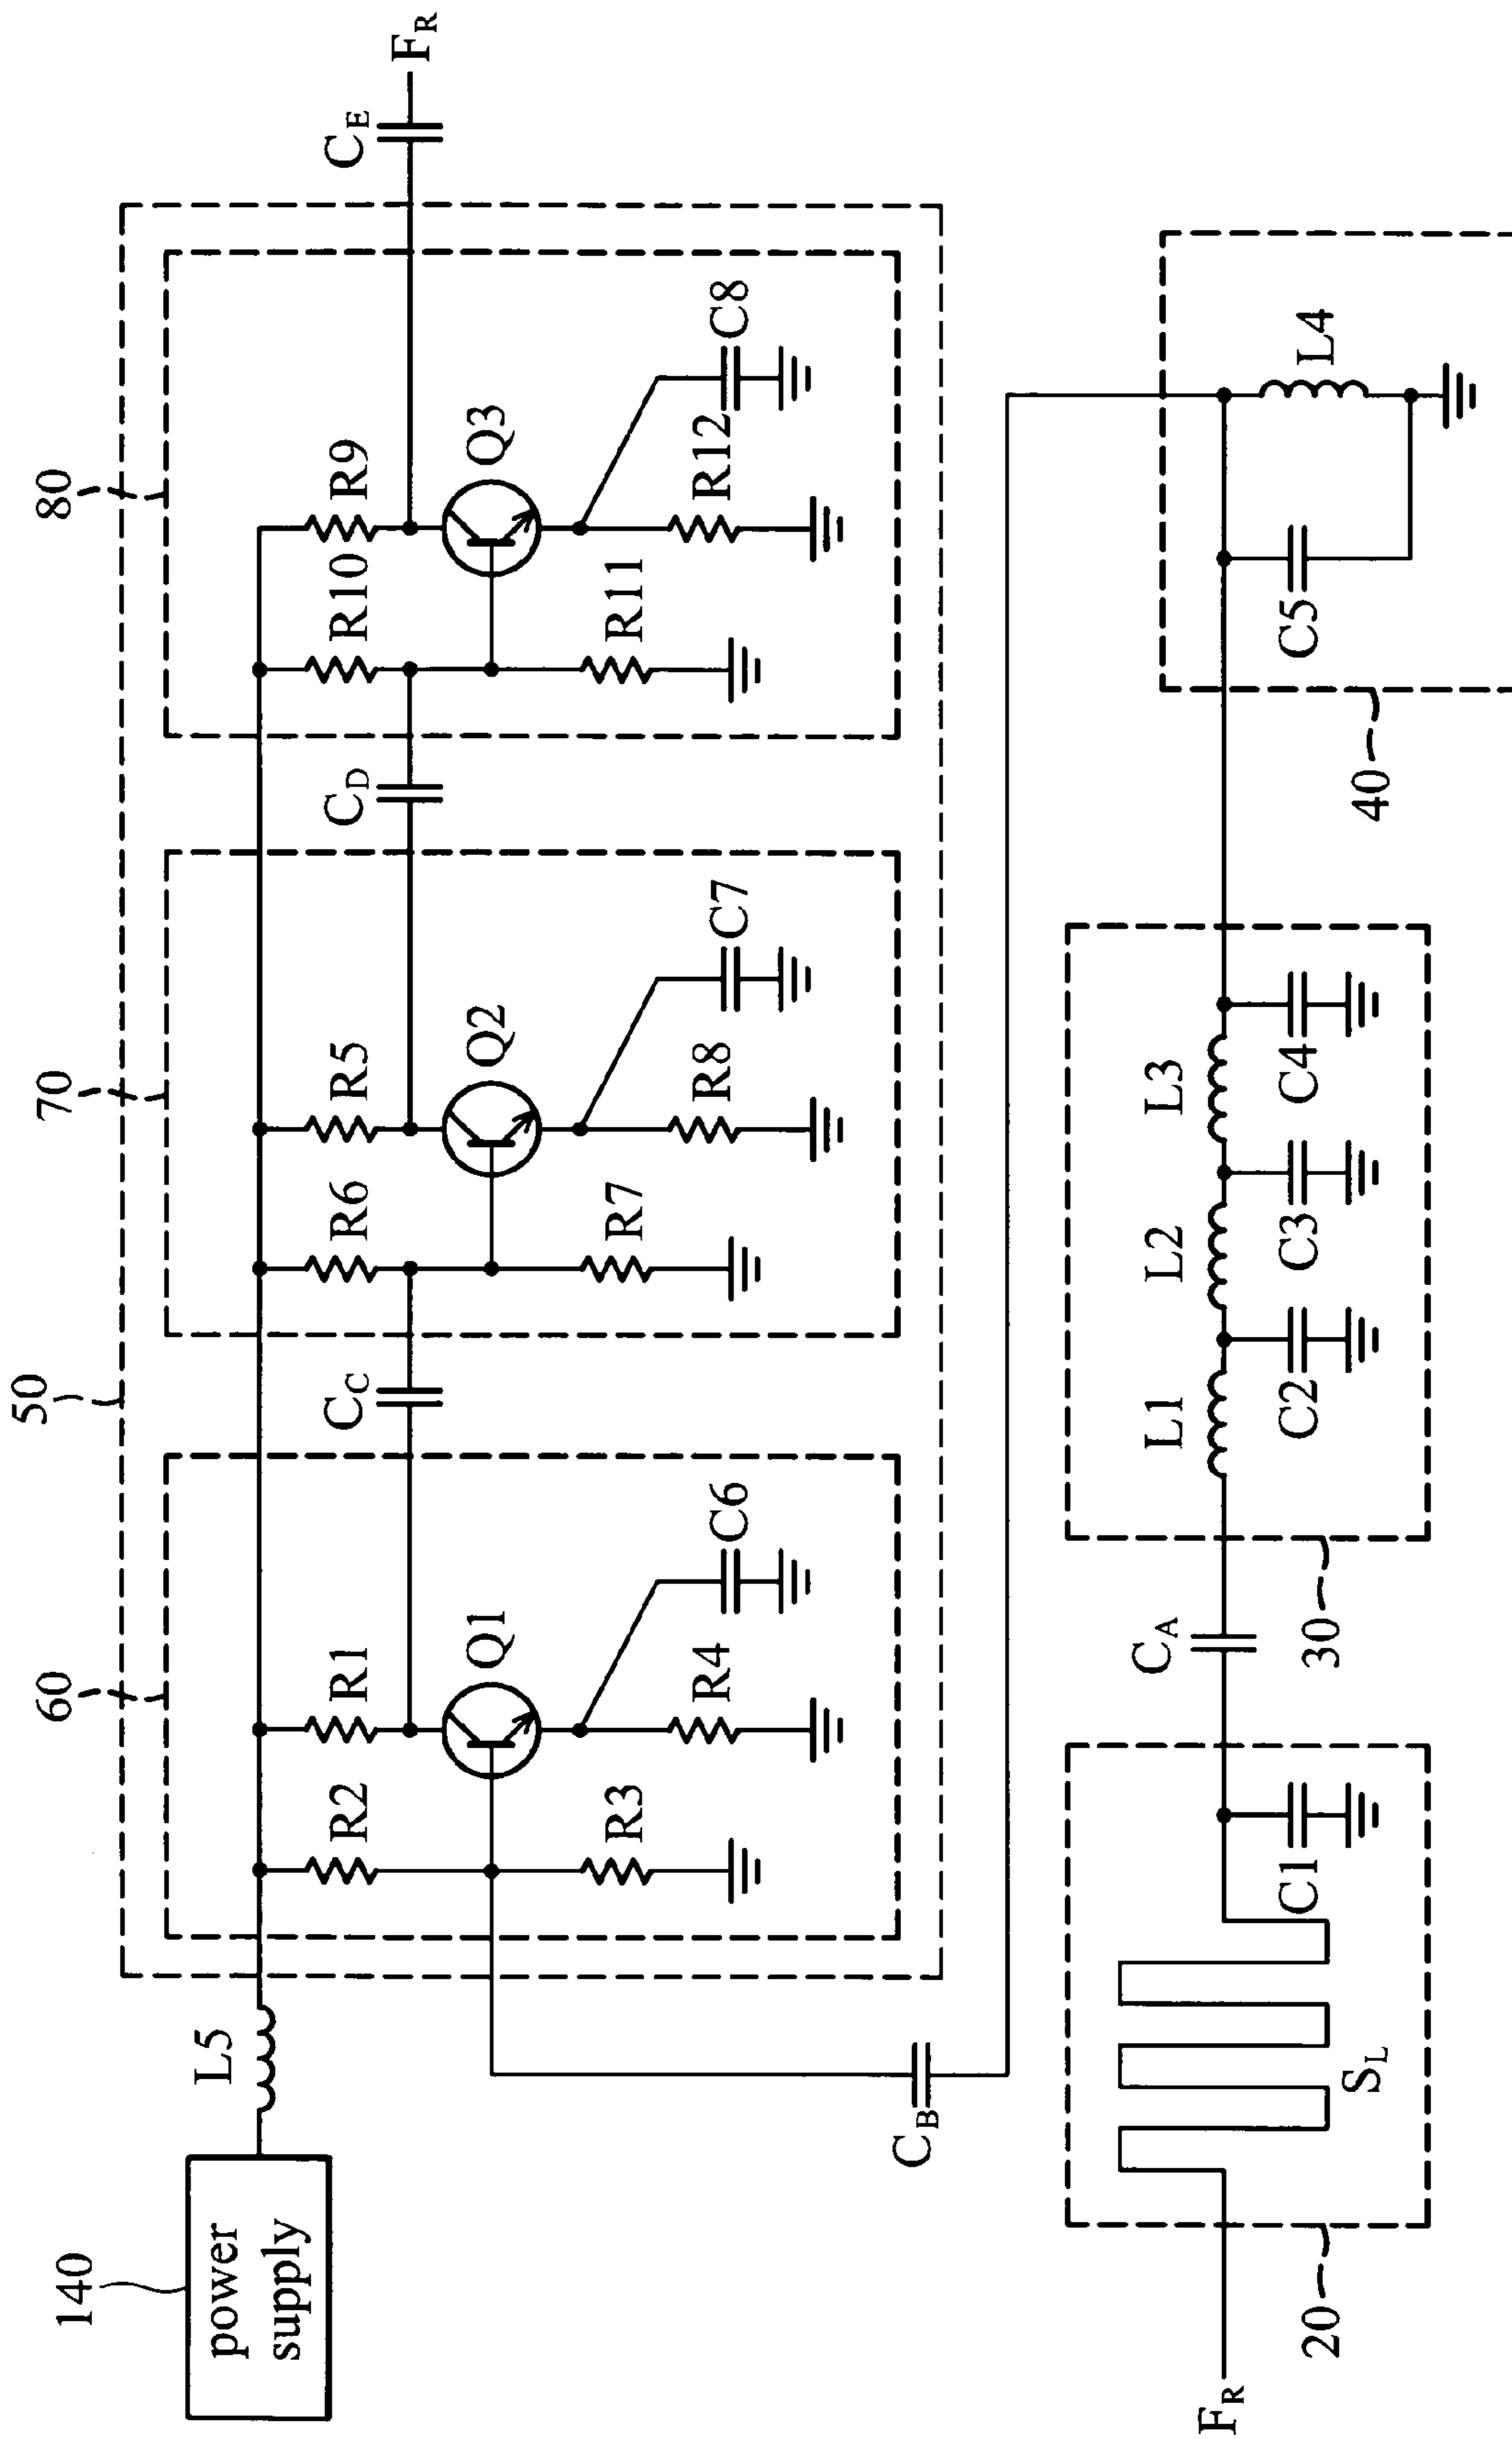 140
power
supply
L5
50
60
70
80
R2
R1
R3
Q1
R4
C6
C_C
R6
R5
R7
Q2
R8
C7
C_D
R10
R9
R11
Q3
R12
C8
C_E
F_R
C_B
F_R
20
S_L
C1
C_A
30
L1
L2
L3
C2
C3
C4
40
C5
L4